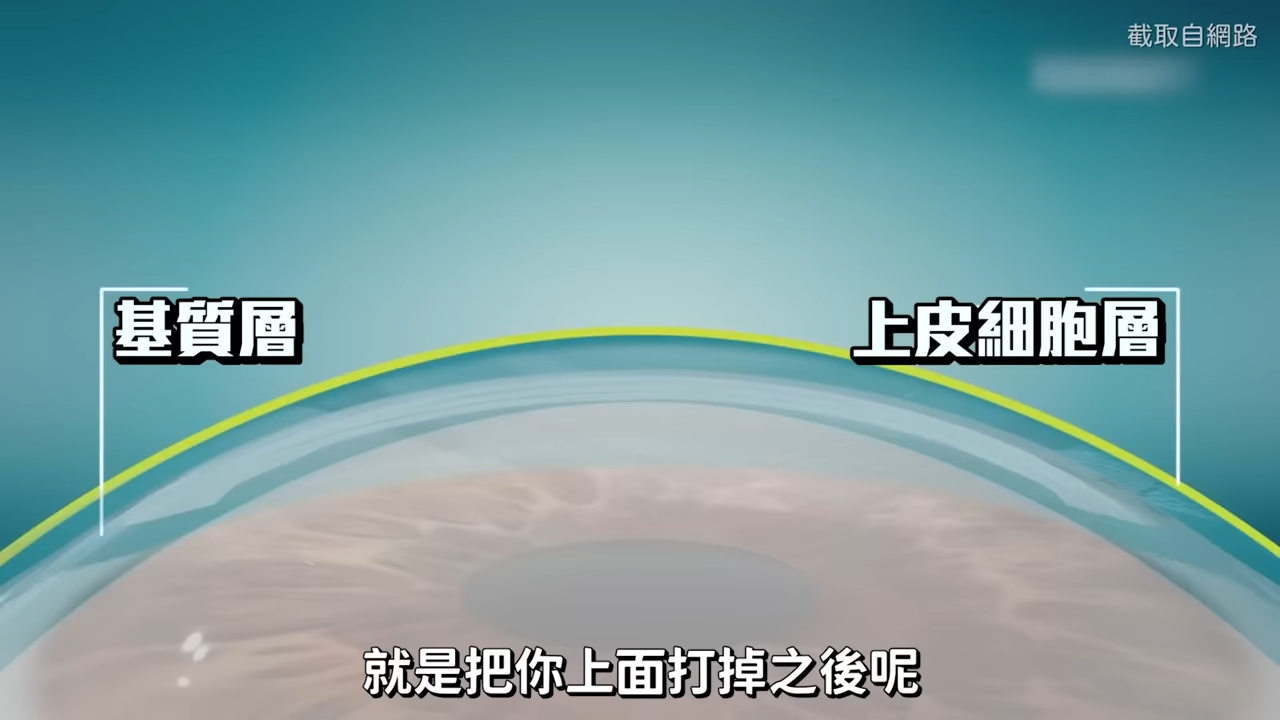 截取自網路
基質層
上皮細胞層
就是把你上面打掉之後呢